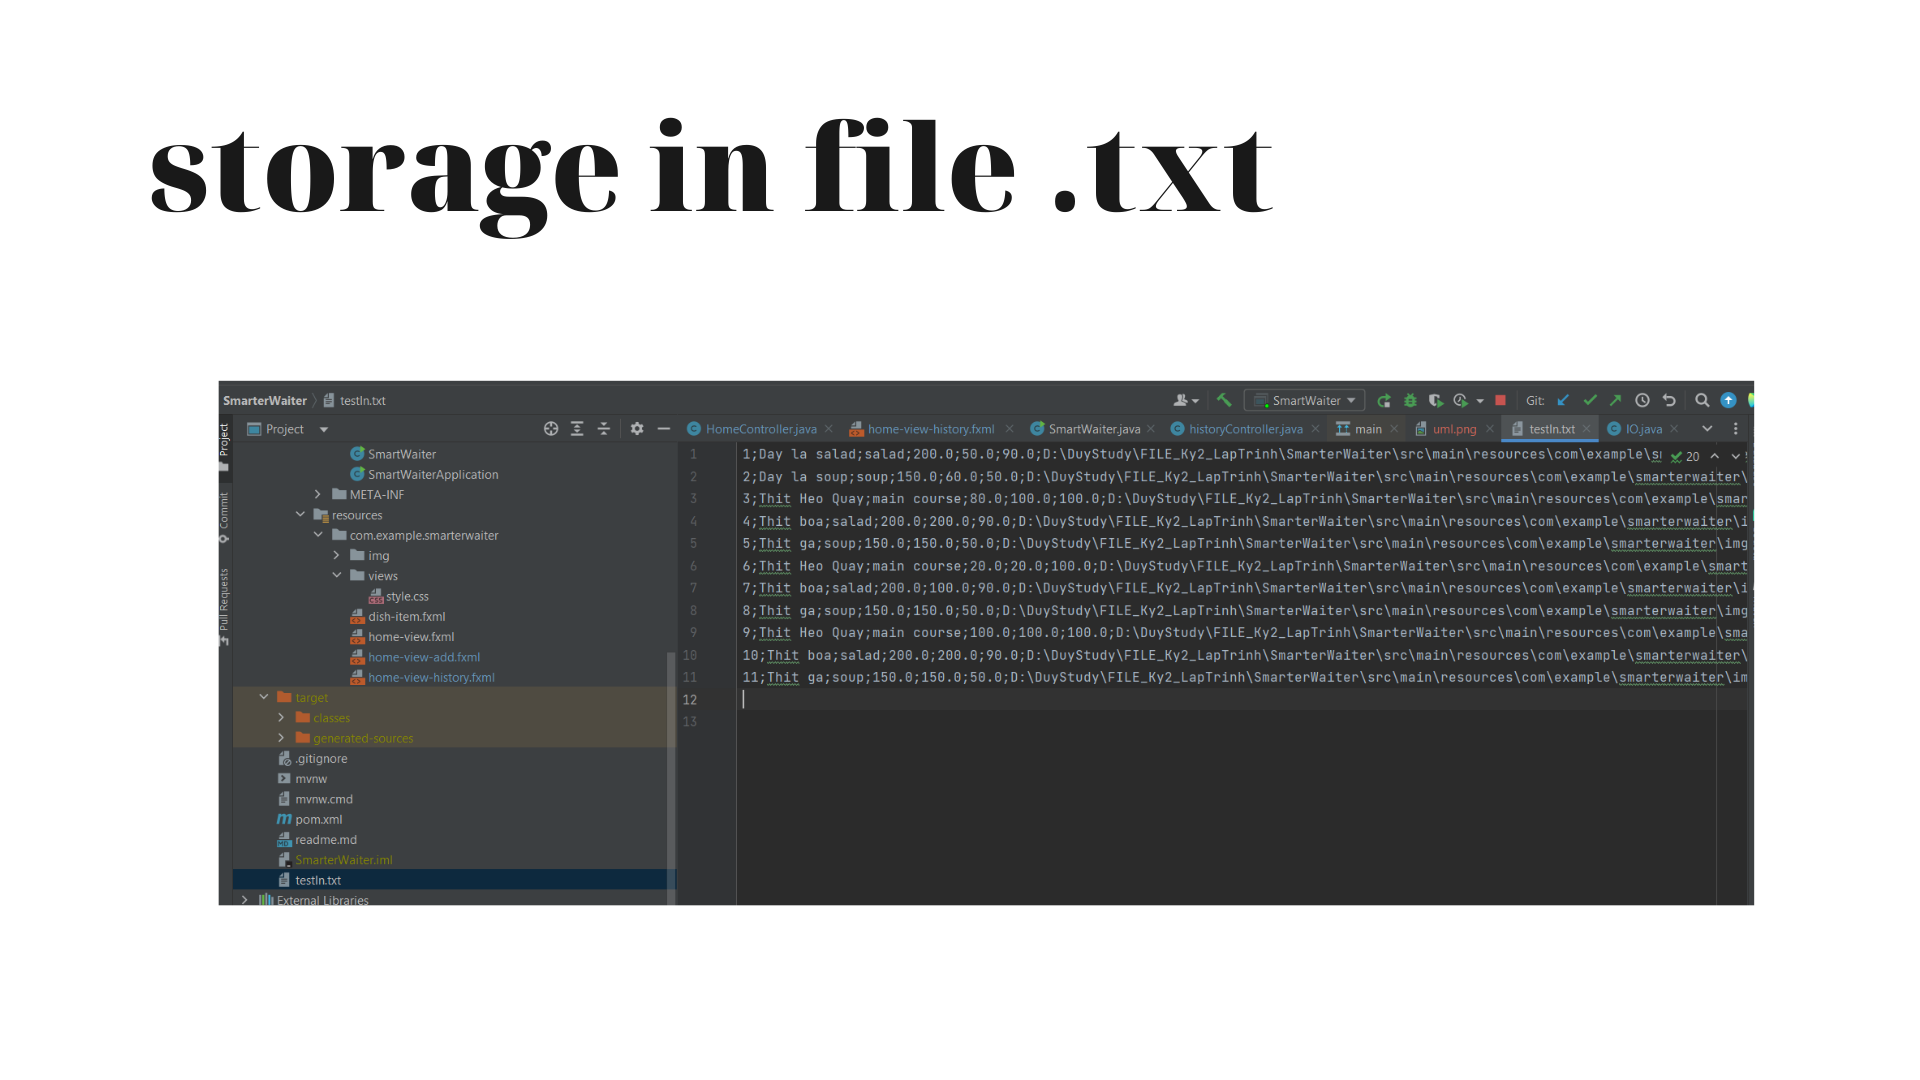 storage in file .txt
SmarterWaiter
testIn.txt
SmartWaiter
Git:
Project
Project
HomeController.java
home-view-history.fxml
SmartWaiter.java
historyController.java
main
uml.png
testIn.txt
IO.java
Commit
Pull Requests
SmartWaiter
SmartWaiterApplication
META-INF
resources
com.example.smarterwaiter
img
views
style.css
dish-item.fxml
home-view.fxml
home-view-add.fxml
home-view-history.fxml
target
classes
generated-sources
.gitignore
mvnw
mvnw.cmd
pom.xml
readme.md
SmarterWaiter.iml
testIn.txt
External Libraries
20
1 1;Day la salad;salad;200.0;50.0;90.0;D:\DuyStudy\FILE_Ky2_LapTrinh\SmarterWaiter\src\main\resources\com\example\s
2 2;Day la soup;soup;150.0;60.0;50.0;D:\DuyStudy\FILE_Ky2_LapTrinh\SmarterWaiter\src\main\resources\com\example\smarterwaiter\
3 3;Thit Heo Quay;main course;80.0;100.0;100.0;D:\DuyStudy\FILE_Ky2_LapTrinh\SmarterWaiter\src\main\resources\com\example\smar
4 4;Thit boa;salad;200.0;200.0;90.0;D:\DuyStudy\FILE_Ky2_LapTrinh\SmarterWaiter\src\main\resources\com\example\smarterwaiter\i
5 5;Thit ga;soup;150.0;150.0;50.0;D:\DuyStudy\FILE_Ky2_LapTrinh\SmarterWaiter\src\main\resources\com\example\smarterwaiter\img
6 6;Thit Heo Quay;main course;20.0;20.0;100.0;D:\DuyStudy\FILE_Ky2_LapTrinh\SmarterWaiter\src\main\resources\com\example\smart
7 7;Thit boa;salad;200.0;100.0;90.0;D:\DuyStudy\FILE_Ky2_LapTrinh\SmarterWaiter\src\main\resources\com\example\smarterwaiter\i
8 8;Thit ga;soup;150.0;150.0;50.0;D:\DuyStudy\FILE_Ky2_LapTrinh\SmarterWaiter\src\main\resources\com\example\smarterwaiter\img
9 9;Thit Heo Quay;main course;100.0;100.0;100.0;D:\DuyStudy\FILE_Ky2_LapTrinh\SmarterWaiter\src\main\resources\com\example\sma
10 10;Thit boa;salad;200.0;200.0;90.0;D:\DuyStudy\FILE_Ky2_LapTrinh\SmarterWaiter\src\main\resources\com\example\smarterwaiter\
11 11;Thit ga;soup;150.0;150.0;50.0;D:\DuyStudy\FILE_Ky2_LapTrinh\SmarterWaiter\src\main\resources\com\example\smarterwaiter\im
12
13